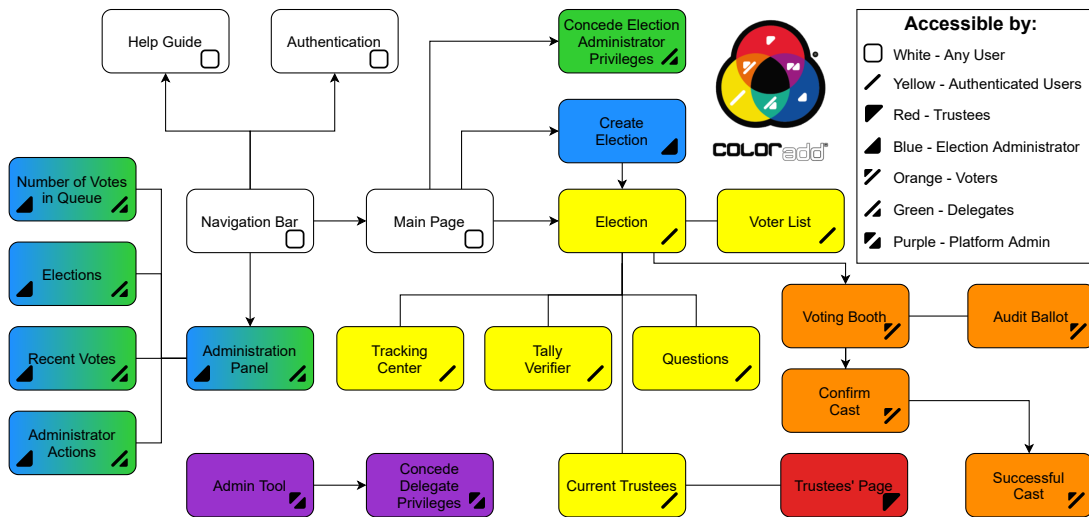 Help Guide
Authentication
Concede Election
Administrator
Privileges
Create
Election
COLORadd
Accessible by:
White - Any User
Yellow - Authenticated Users
Red - Trustees
Blue - Election Administrator
Orange - Voters
Green - Delegates
Purple - Platform Admin
Number of Votes
in Queue
Navigation Bar
Main Page
Election
Voter List
Elections
Voting Booth
Audit Ballot
Recent Votes
Administration
Panel
Tracking
Center
Tally
Verifier
Questions
Confirm
Cast
Administrator
Actions
Admin Tool
Concede
Delegate
Privileges
Current Trustees
Trustees' Page
Successful
Cast